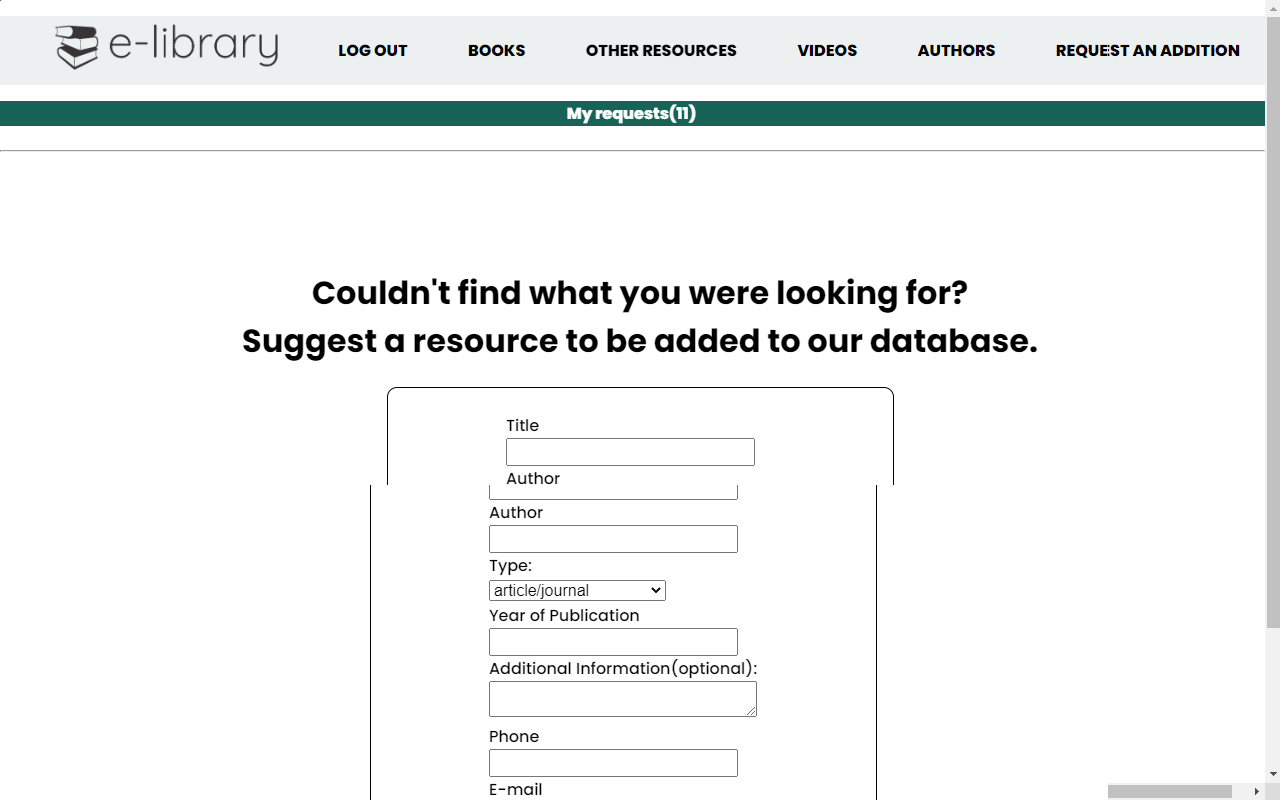 e-library
LOG OUT BOOKS OTHER RESOURCES VIDEOS AUTHORS REQUEST AN ADDITION
My requests(11)
Couldn't find what you were looking for?
Suggest a resource to be added to our database.
Title
Author
Author
Type:
article/journal
Year of Publication
Additional Information(optional):
Phone
E-mail